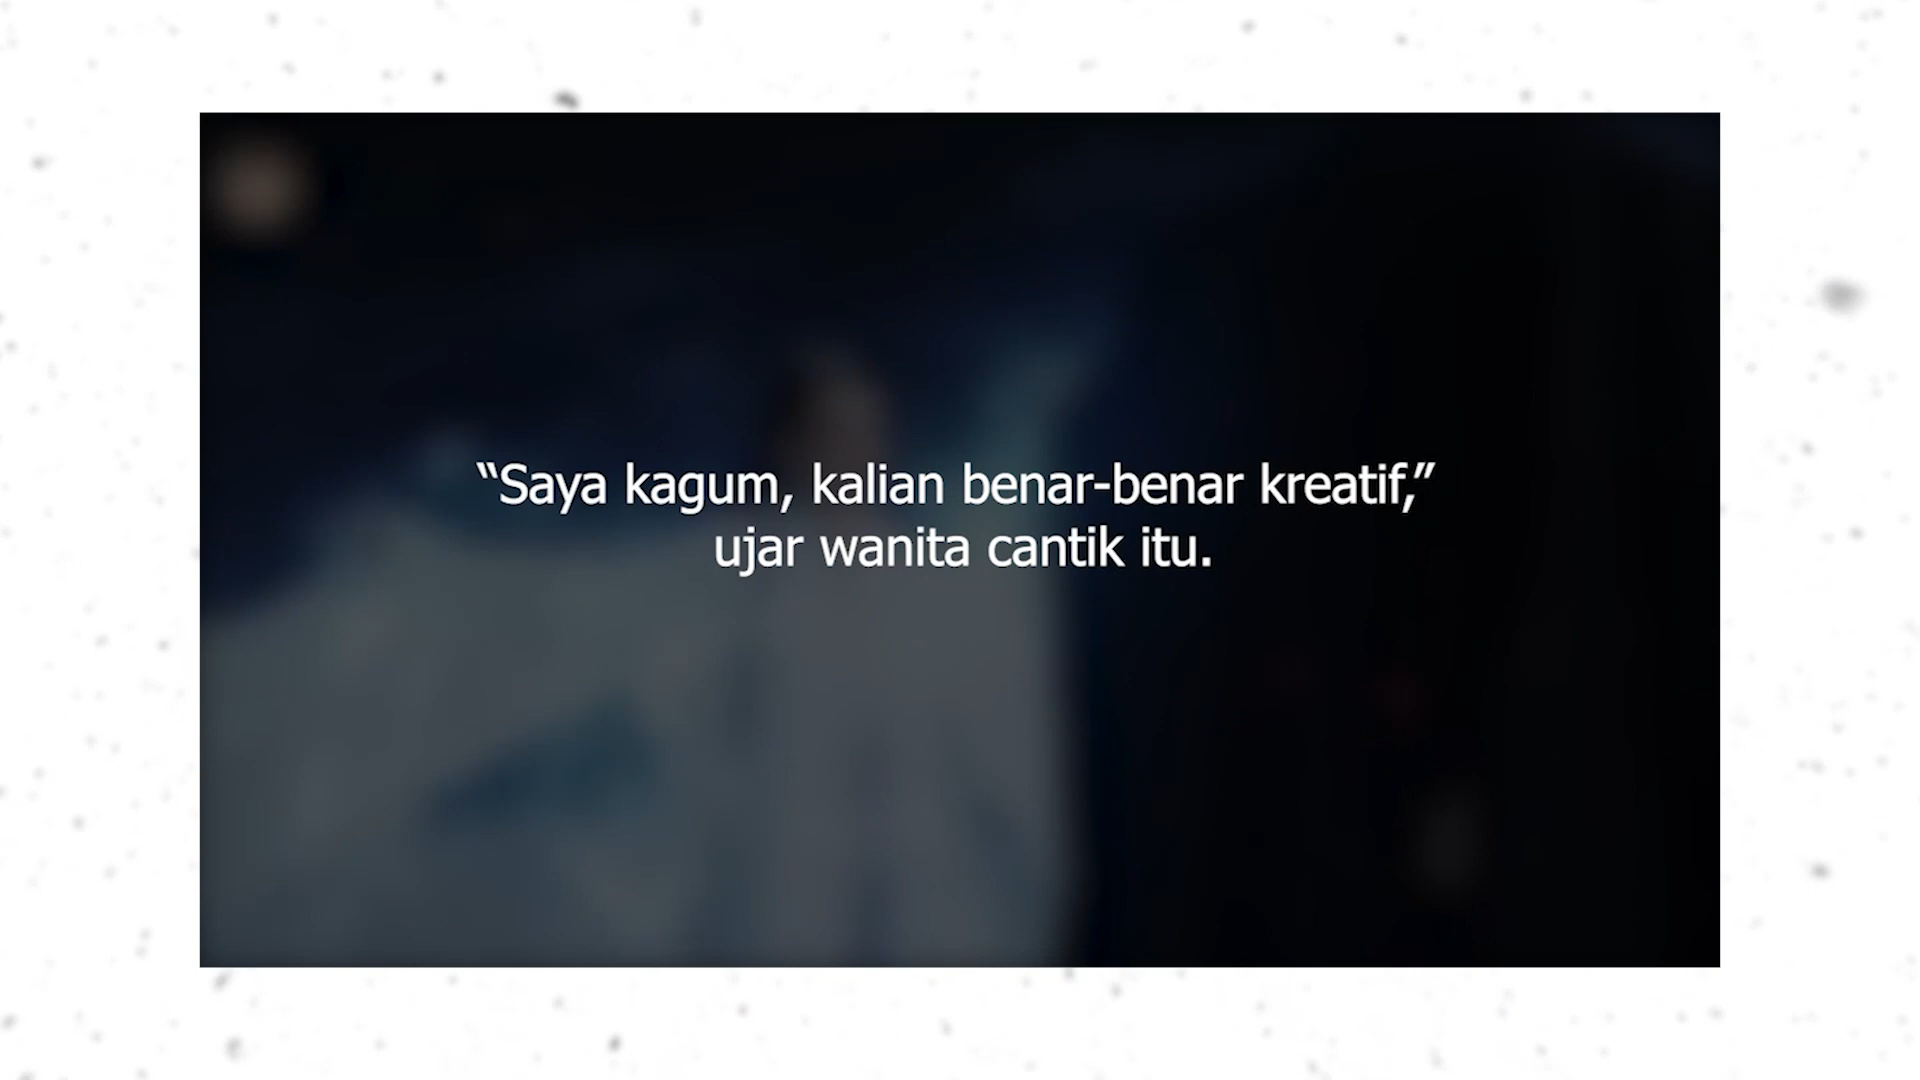 “Saya kagum, kalian benar-benar kreatif,”
ujar wanita cantik itu.